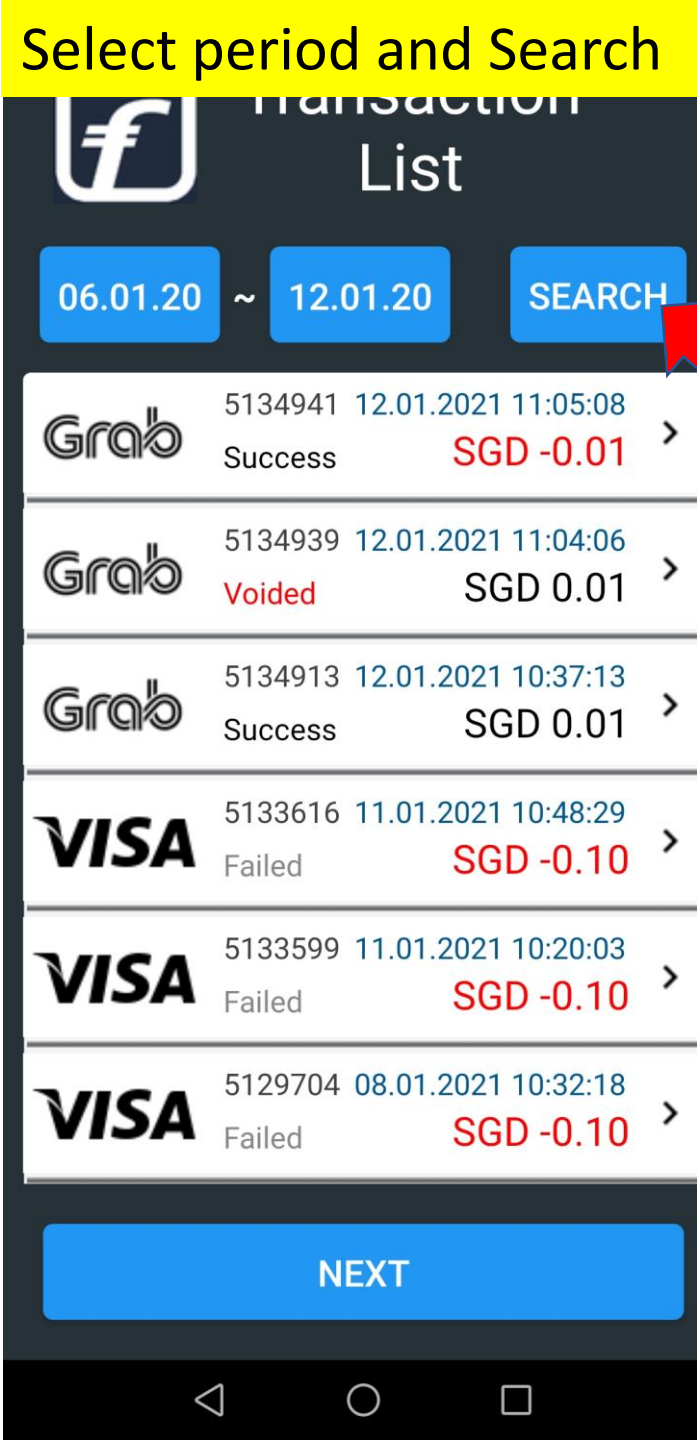 Select period and Search
Transaction
List
06.01.20 ~ 12.01.20 SEARCH
Grab 5134941 12.01.2021 11:05:08
Success SGD -0.01
Grab 5134939 12.01.2021 11:04:06
Voided SGD 0.01
Grab 5134913 12.01.2021 10:37:13
Success SGD 0.01
VISA 5133616 11.01.2021 10:48:29
Failed SGD -0.10
VISA 5133599 11.01.2021 10:20:03
Failed SGD -0.10
VISA 5129704 08.01.2021 10:32:18
Failed SGD -0.10
NEXT